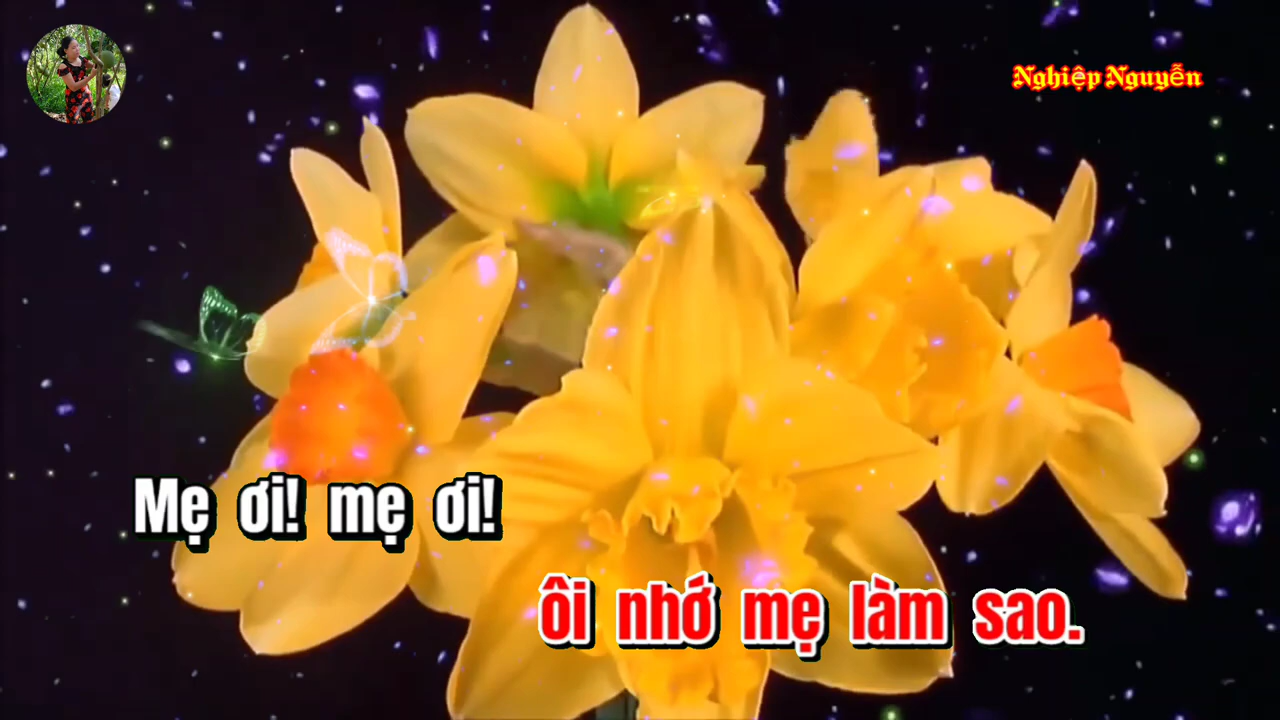 Nghiệp Nguyễn
Mẹ ơi! mẹ ơi!
ôi nhớ mẹ làm sao.